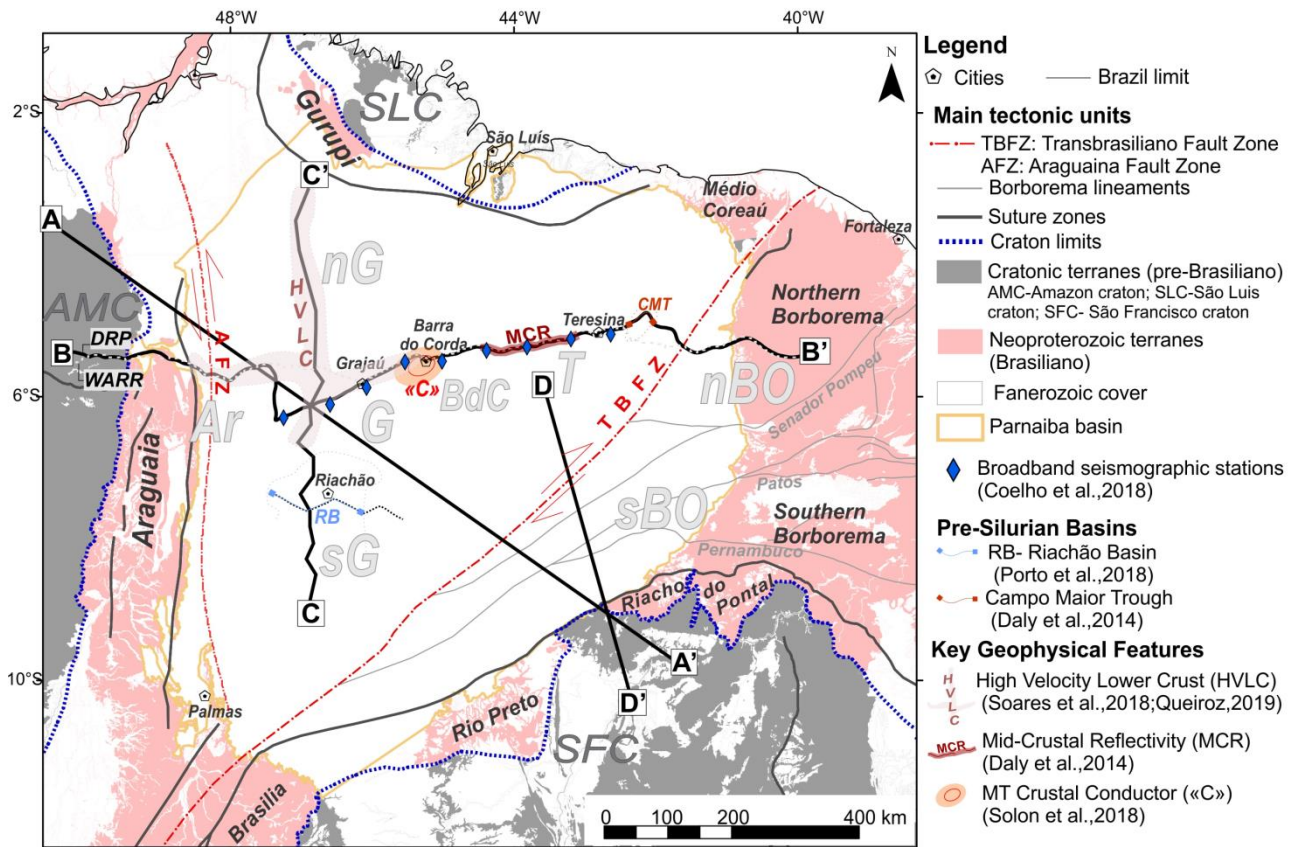 48°W 44°W 40°W
2°S
6°S
10°S
N
SLC
Gurupi
São Luís
C'
Médio
Coreaú
Fortaleza
A
nG
H
V
L
C
AMC
A F Z
CMT
Northern
Borborema
DRP
B
WARR
Barra
do Corda
MCR
Teresina
B'
Grajaú
«C»
BdC
T
D
nBO
T B F Z
Senador Pompeu
Ar
G
Araguaia
Riachão
RB
sG
sBO
Patos
Southern
Borborema
Pernambuco
C
Riacho
do
Pontal
A'
D'
Palmas
Rio Preto
SFC
Brasilia
0 100 200 400 km
Legend
Cities
Brazil limit
Main tectonic units
TBFZ: Transbrasiliano Fault Zone
AFZ: Araguaina Fault Zone
Borborema lineaments
Suture zones
Craton limits
Cratonic terranes (pre-Brasiliano)
AMC-Amazon craton; SLC-São Luis
craton; SFC- São Francisco craton
Neoproterozoic terranes
(Brasiliano)
Fanerozoic cover
Parnaiba basin
Broadband seismographic stations
(Coelho et al.,2018)
Pre-Silurian Basins
RB- Riachão Basin
(Porto et al.,2018)
Campo Maior Trough
(Daly et al.,2014)
Key Geophysical Features
H
V
L
C
High Velocity Lower Crust (HVLC)
(Soares et al.,2018;Queiroz,2019)
MCR
Mid-Crustal Reflectivity (MCR)
(Daly et al.,2014)
MT Crustal Conductor («C»)
(Solon et al.,2018)